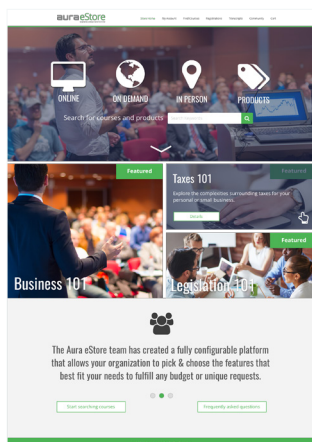 aura eStore
ONLINE
ON DEMAND
IN PERSON
PRODUCTS
Search for courses and products
Featured
Business 101
Featured
Taxes 101
Explore the complexities surrounding taxes for your
personal or small business.
Details
Featured
Legislation 101
The Aura eStore team has created a fully configurable platform
that allows your organization to pick & choose the features that
best fit your needs to fulfill any budget or unique requests.
Start searching courses
Frequently asked questions